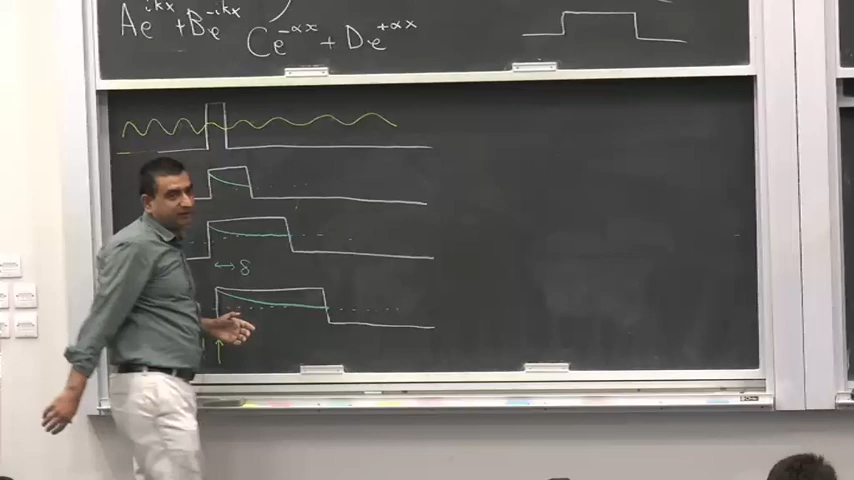 Ae^{ikx} + Be^{-ikx}
Ce^{-αx} + De^{+αx}
↔ δ